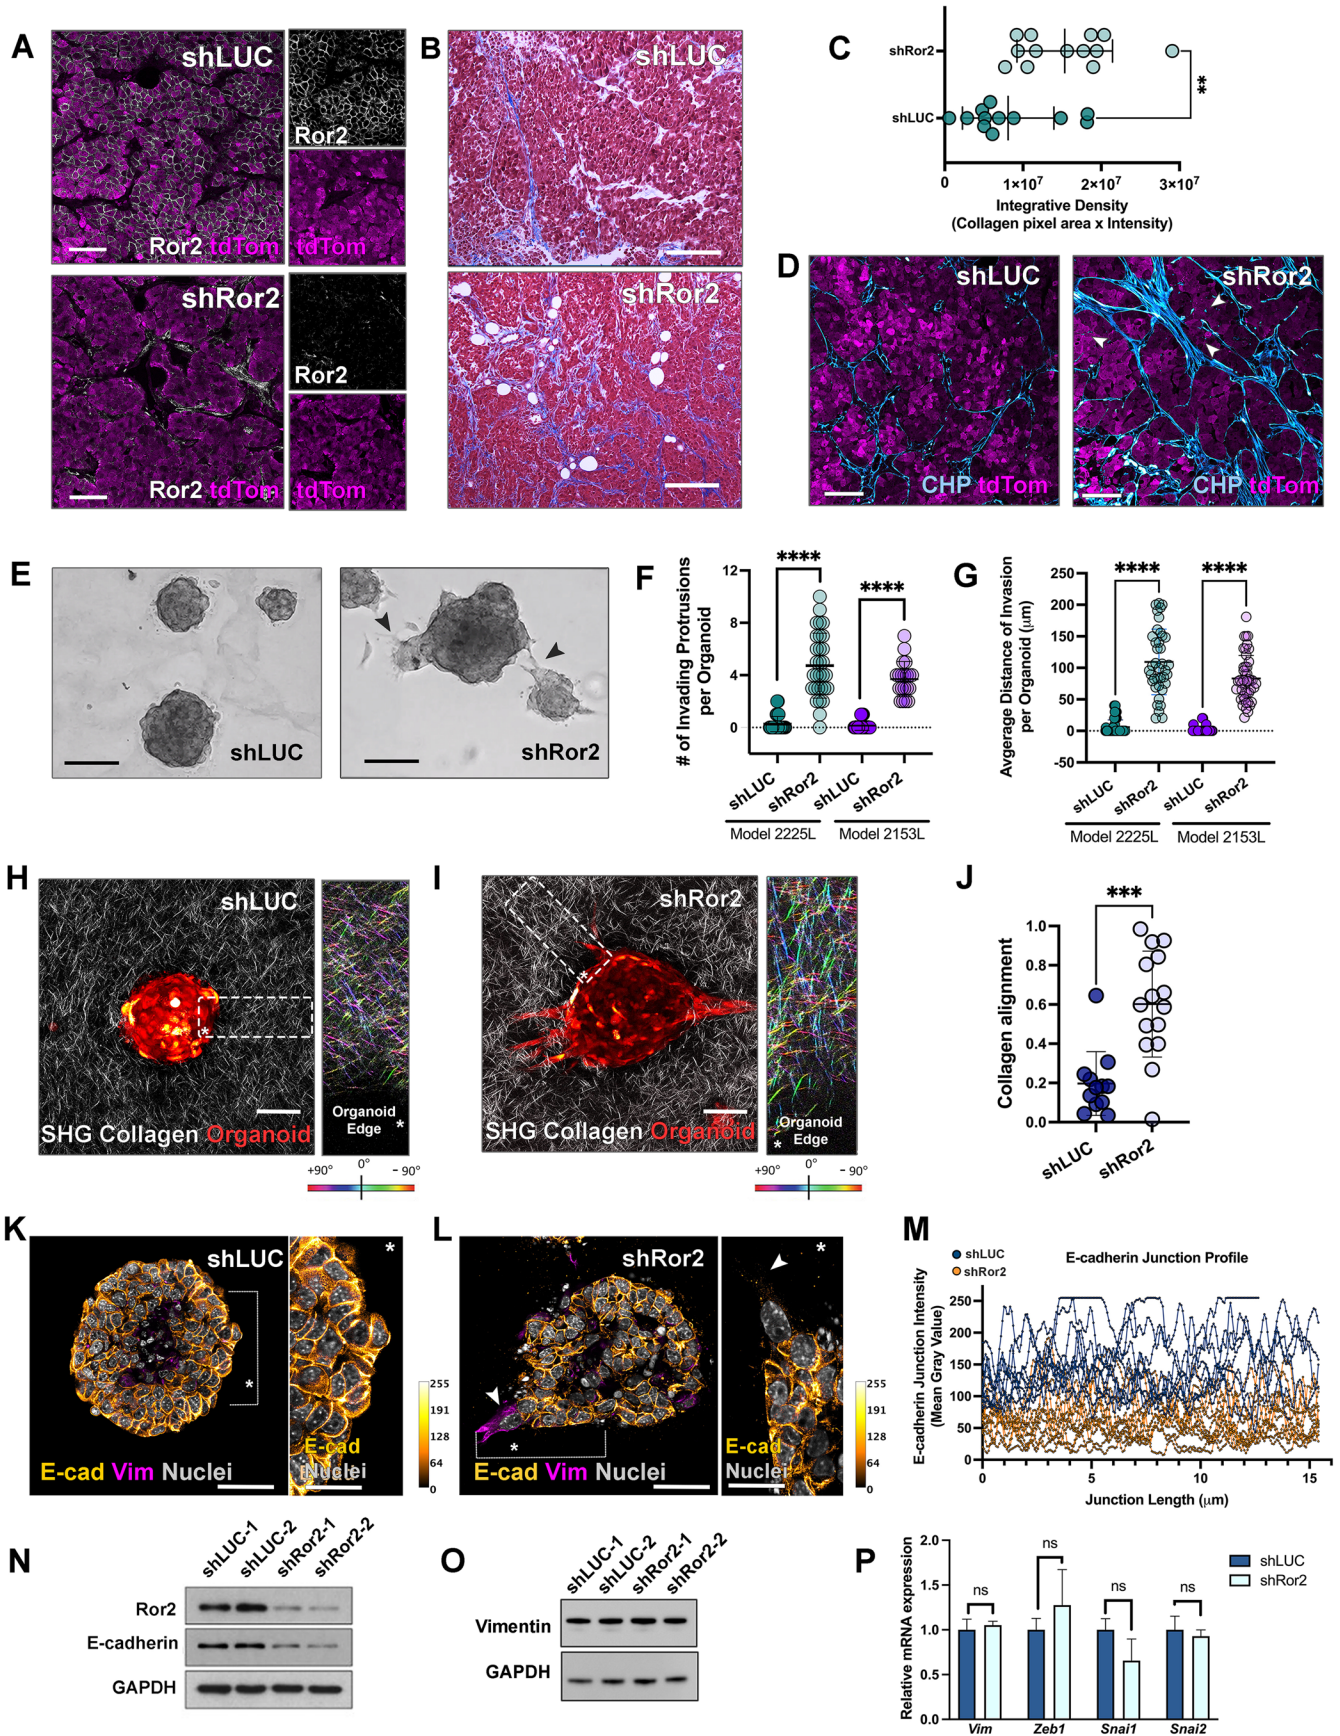 A
shLUC
Ror2 tdTom
Ror2
tdTom
shRor2
Ror2 tdTom
Ror2
tdTom
B
shLUC
shRor2
C
shRor2
shLUC
**
0
1×10⁷
2×10⁷
3×10⁷
Integrative Density
(Collagen pixel area x Intensity)
D
shLUC
CHP tdTom
shRor2
CHP tdTom
E
shLUC
shRor2
F
# of Invading Protrusions
per Organoid
12
8
4
0
****
****
shLUC
shRor2
shLUC
shRor2
Model 2225L
Model 2153L
G
Avgerage Distance of Invasion
per Organoid (μm)
250
200
150
100
50
0
-50
****
****
shLUC
shRor2
shLUC
shRor2
Model 2225L
Model 2153L
H
shLUC
*
SHG Collagen Organoid
Organoid
Edge *
+90°
0°
- 90°
I
shRor2
*
SHG Collagen Organoid
Organoid
* Edge
+90°
0°
- 90°
J
Collagen alignment
1.0
0.8
0.6
0.4
0.2
0.0
***
shLUC
shRor2
K
shLUC
*
E-cad Vim Nuclei
*
E-cad
Nuclei
255
191
128
64
0
L
shRor2
*
E-cad Vim Nuclei
*
E-cad
Nuclei
255
191
128
64
0
M
shLUC
shRor2
E-cadherin Junction Profile
E-cadherin Junction Intensity
(Mean Gray Value)
250
200
150
100
50
0
0
5
10
15
Junction Length (μm)
N
shLUC-1
shLUC-2
shRor2-1
shRor2-2
Ror2
E-cadherin
GAPDH
O
shLUC-1
shLUC-2
shRor2-1
shRor2-2
Vimentin
GAPDH
P
Relative mRNA expression
2.0
1.5
1.0
0.5
0
ns
ns
ns
ns
shLUC
shRor2
Vim
Zeb1
Snai1
Snai2